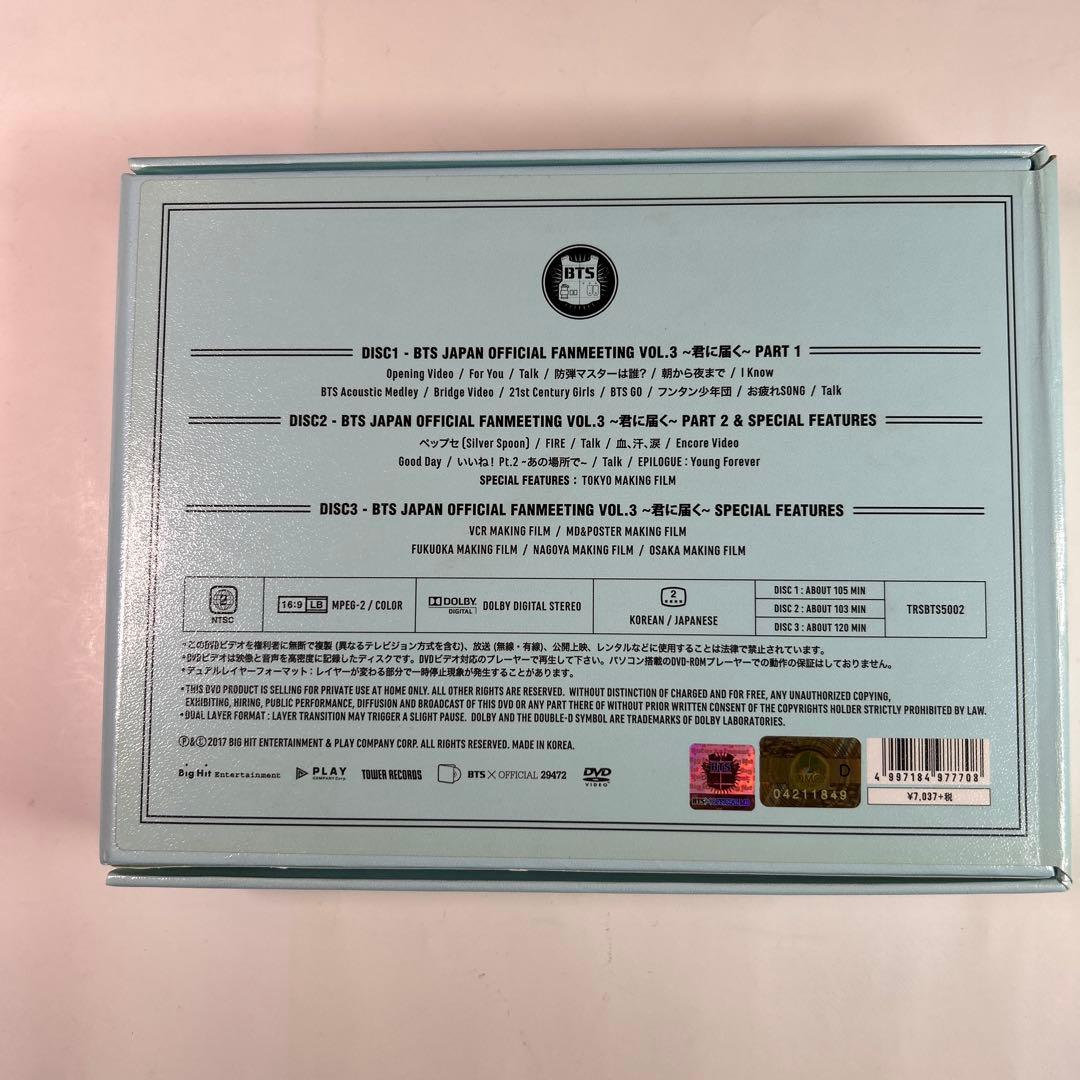 BTS
DISC1 - BTS JAPAN OFFICIAL FANMEETING VOL.3 ~君に届く~ PART 1
Opening Video / For You / Talk / 防弾マスターは誰? / 朝から夜まで / I Know
BTS Acoustic Medley / Bridge Video / 21st Century Girls / BTS GO / フンタン少年団 / お疲れSONG / Talk
DISC2 - BTS JAPAN OFFICIAL FANMEETING VOL.3 ~君に届く~ PART 2 & SPECIAL FEATURES
ペップセ (Silver Spoon) / FIRE / Talk / 血、汗、涙 / Encore Video
Good Day / いいね! Pt.2 ~あの場所で~ / Talk / EPILOGUE : Young Forever
SPECIAL FEATURES : TOKYO MAKING FILM
DISC3 - BTS JAPAN OFFICIAL FANMEETING VOL.3 ~君に届く~ SPECIAL FEATURES
VCR MAKING FILM / MD&POSTER MAKING FILM
FUKUOKA MAKING FILM / NAGOYA MAKING FILM / OSAKA MAKING FILM
2 NTSC
16:9 LB MPEG-2 / COLOR
DOLBY DIGITAL DOLBY DIGITAL STEREO
2 KOREAN / JAPANESE
DISC 1 : ABOUT 105 MIN
DISC 2 : ABOUT 103 MIN
DISC 3 : ABOUT 120 MIN
TRSBTS5002
•このDVDビデオを権利者に無断で複製 (異なるテレビジョン方式を含む)、放送 (無線・有線)、公開上映、レンタルなどに使用することは法律で禁止されています。
•DVDビデオは映像と音声を高密度に記録したディスクです。DVDビデオ対応のプレーヤーで再生して下さい。パソコン搭載のDVD-ROMプレーヤーでの動作の保証はしておりません。
•デュアルレイヤーフォーマット : レイヤーが変わる部分で一時停止現象が発生することがあります。
•THIS DVD PRODUCT IS SELLING FOR PRIVATE USE AT HOME ONLY. ALL OTHER RIGHTS ARE RESERVED. WITHOUT DISTINCTION OF CHARGED AND FOR FREE, ANY UNAUTHORIZED COPYING,
EXHIBITING, HIRING, PUBLIC PERFORMANCE, DIFFUSION AND BROADCAST OF THIS DVD OR ANY PART THERE OF WITHOUT PRIOR WRITTEN CONSENT OF THE COPYRIGHTS HOLDER STRICTLY PROHIBITED BY LAW.
•DUAL LAYER FORMAT : LAYER TRANSITION MAY TRIGGER A SLIGHT PAUSE. DOLBY AND THE DOUBLE-D SYMBOL ARE TRADEMARKS OF DOLBY LABORATORIES.
℗&© 2017 BIG HIT ENTERTAINMENT & PLAY COMPANY CORP. ALL RIGHTS RESERVED. MADE IN KOREA.
Big Hit Entertainment
PLAY COMPANY Corp.
TOWER RECORDS
BTS×OFFICIAL 29472
DVD VIDEO
BTS
D
04211849
4 997184 977708
¥7,037+税